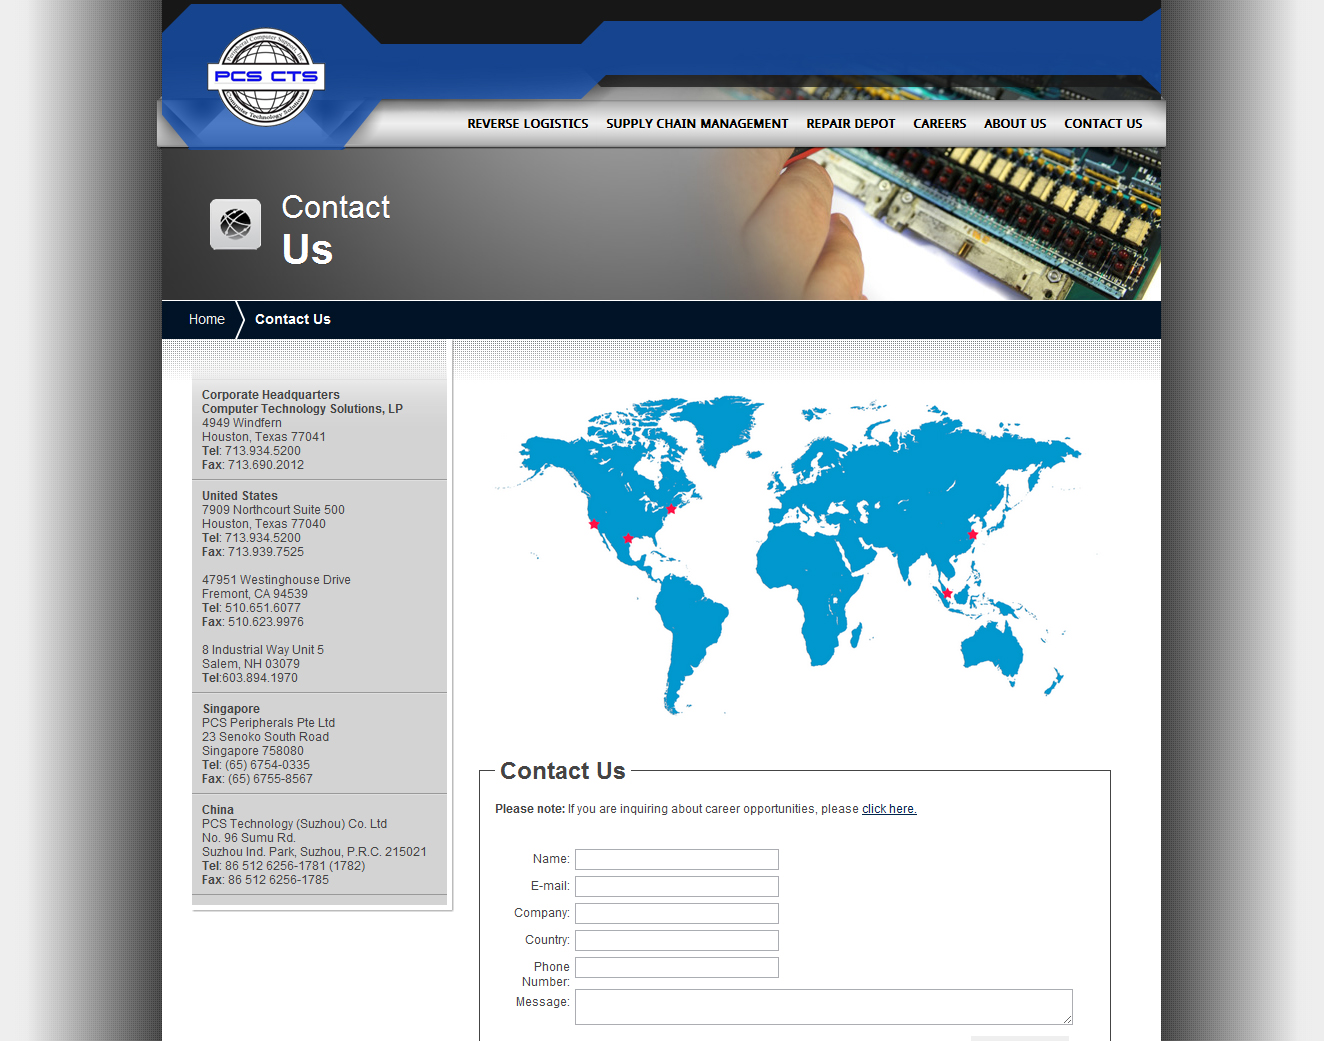 PCS CTS
Computer Technology Solutions
REVERSE LOGISTICS SUPPLY CHAIN MANAGEMENT REPAIR DEPOT CAREERS ABOUT US CONTACT US
Contact
Us
Home Contact Us
Corporate Headquarters
Computer Technology Solutions, LP
4949 Windfern
Houston, Texas 77041
Tel: 713.934.5200
Fax: 713.690.2012
United States
7909 Northcourt Suite 500
Houston, Texas 77040
Tel: 713.934.5200
Fax: 713.939.7525
47951 Westinghouse Drive
Fremont, CA 94539
Tel: 510.651.6077
Fax: 510.623.9976
8 Industrial Way Unit 5
Salem, NH 03079
Tel:603.894.1970
Singapore
PCS Peripherals Pte Ltd
23 Senoko South Road
Singapore 758080
Tel: (65) 6754-0335
Fax: (65) 6755-8567
China
PCS Technology (Suzhou) Co. Ltd
No. 96 Sumu Rd.
Suzhou Ind. Park, Suzhou, P.R.C. 215021
Tel: 86 512 6256-1781 (1782)
Fax: 86 512 6256-1785
Contact Us
Please note: If you are inquiring about career opportunities, please click here.
Name:
E-mail:
Company:
Country:
Phone
Number:
Message: